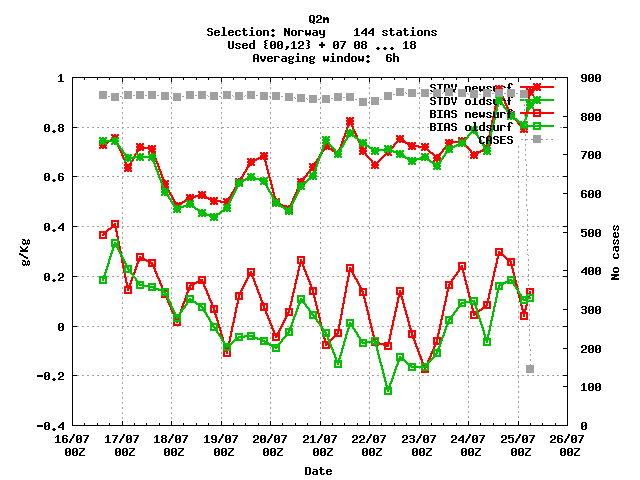 Q2m
Selection: Norway    144 stations
Used {00,12} + 07 08 ... 18
Averaging window:  6h
STDV newsurf
STDV oldsurf
BIAS newsurf
BIAS oldsurf
CASES
1
0.8
0.6
0.4
0.2
0
-0.2
-0.4
g/Kg
900
800
700
600
500
400
300
200
100
0
No cases
16/07 17/07 18/07 19/07 20/07 21/07 22/07 23/07 24/07 25/07 26/07
00Z 00Z 00Z 00Z 00Z 00Z 00Z 00Z 00Z 00Z 00Z
Date